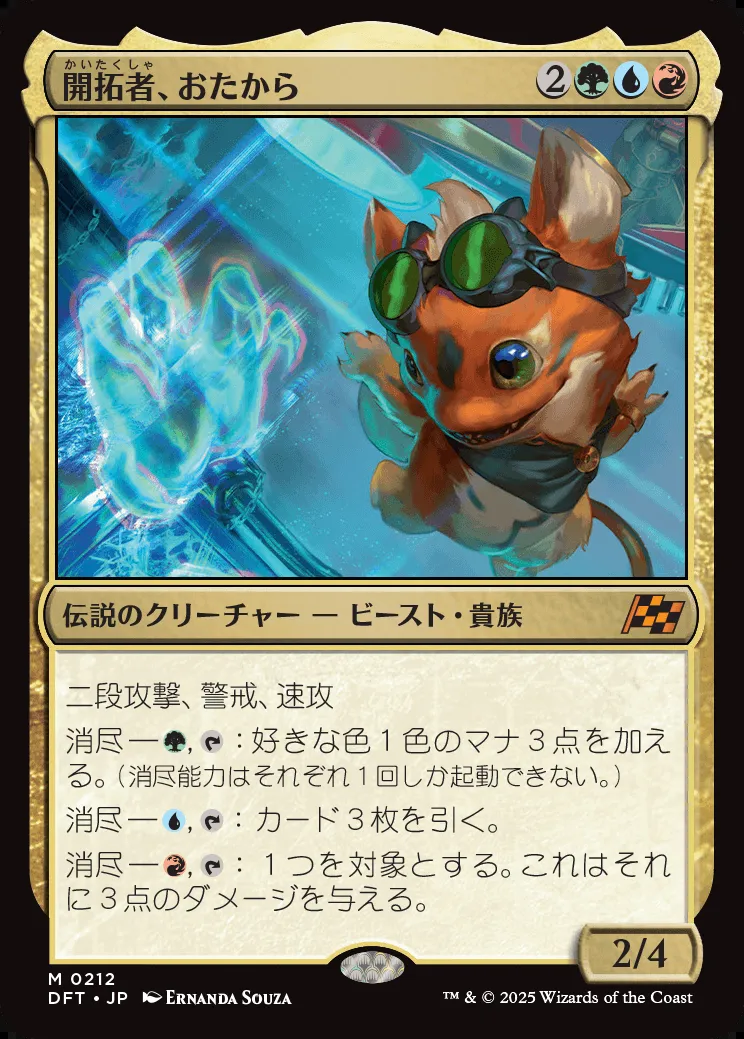 かいたくしゃ
開拓者、おたから 2
伝説のクリーチャー ― ビースト・貴族
二段攻撃、警戒、速攻
消尽― , :好きな色1色のマナ3点を加え
る。(消尽能力はそれぞれ1回しか起動できない。)
消尽― , :カード3枚を引く。
消尽― , :1つを対象とする。これはそれ
に3点のダメージを与える。
2/4
M 0212
DFT • JP ERNANDA SOUZA
™ & © 2025 Wizards of the Coast